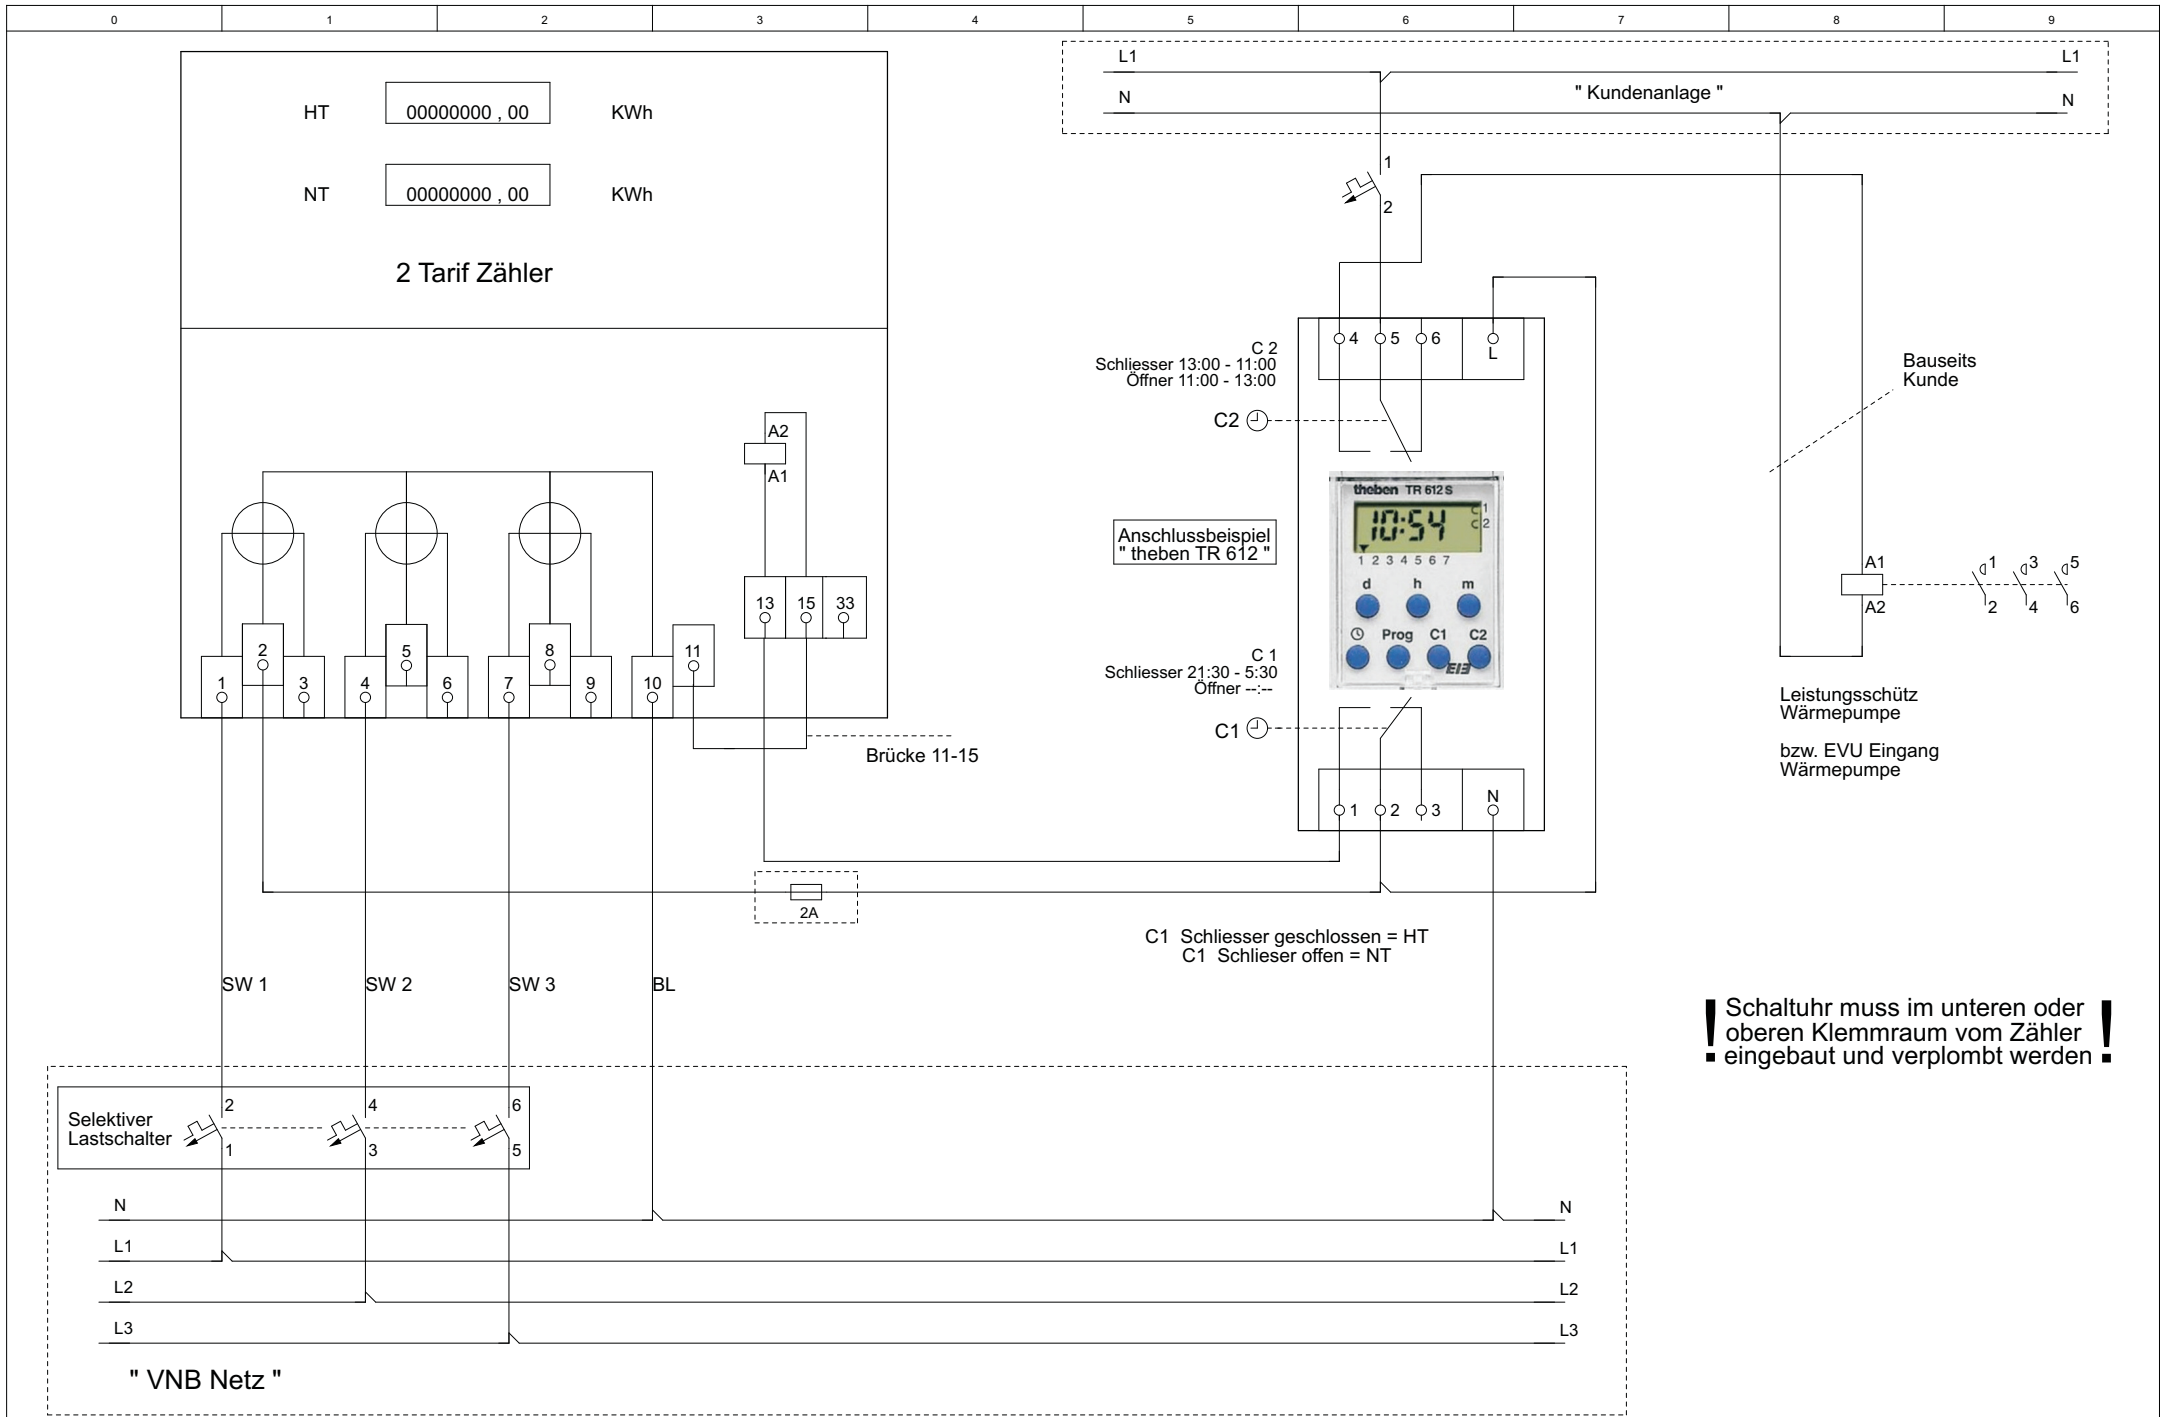 0 1 2 3 4 5 6 7 8 9
L1 L1
" Kundenanlage "
N N
HT 00000000 , 00 KWh
NT 00000000 , 00 KWh
2 Tarif Zähler
1
2
4 5 6 L
C 2
Schliesser 13:00 - 11:00
Öffner 11:00 - 13:00
C2
Bauseits
Kunde
A2
A1
theben TR 612 S
10:54
C 1
C 2
1 2 3 4 5 6 7
d h m
Prog C1 C2
EIB
Anschlussbeispiel
" theben TR 612 "
A1
A2
1 3 5
2 4 6
13 15 33
2 5 8 11
1 3 4 6 7 9 10
C 1
Schliesser 21:30 - 5:30
Öffner --:--
C1
Leistungsschütz
Wärmepumpe
bzw. EVU Eingang
Wärmepumpe
Brücke 11-15
1 2 3 N
2A
C1 Schliesser geschlossen = HT
C1 Schlieser offen = NT
SW 1 SW 2 SW 3 BL
! Schaltuhr muss im unteren oder !
oberen Klemmraum vom Zähler
eingebaut und verplombt werden
Selektiver
Lastschalter
2 4 6
1 3 5
N N
L1 L1
L2 L2
L3 L3
" VNB Netz "